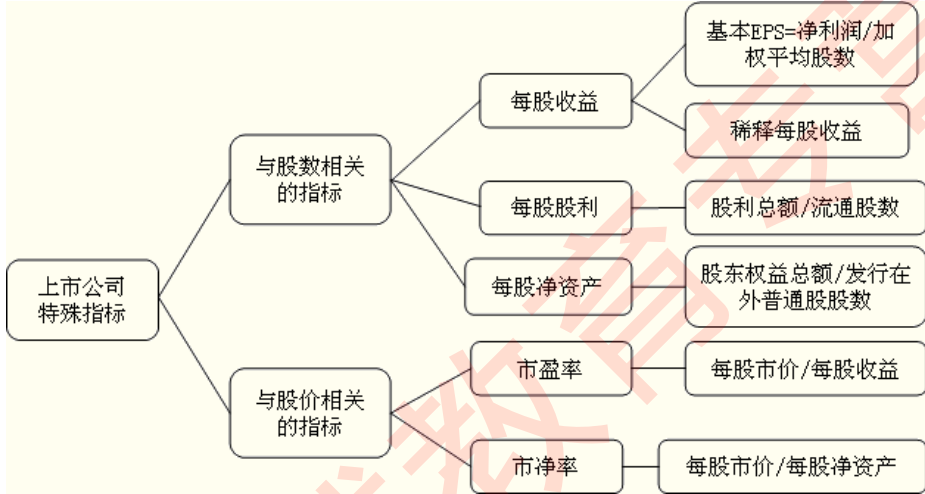 上市公司
特殊指标
与股数相关
的指标
每股收益
基本EPS=净利润/加
权平均股数
稀释每股收益
每股股利
股利总额/流通股数
每股净资产
股东权益总额/发行在
外普通股股数
与股价相关
的指标
市盈率
每股市价/每股收益
市净率
每股市价/每股净资产
教育专